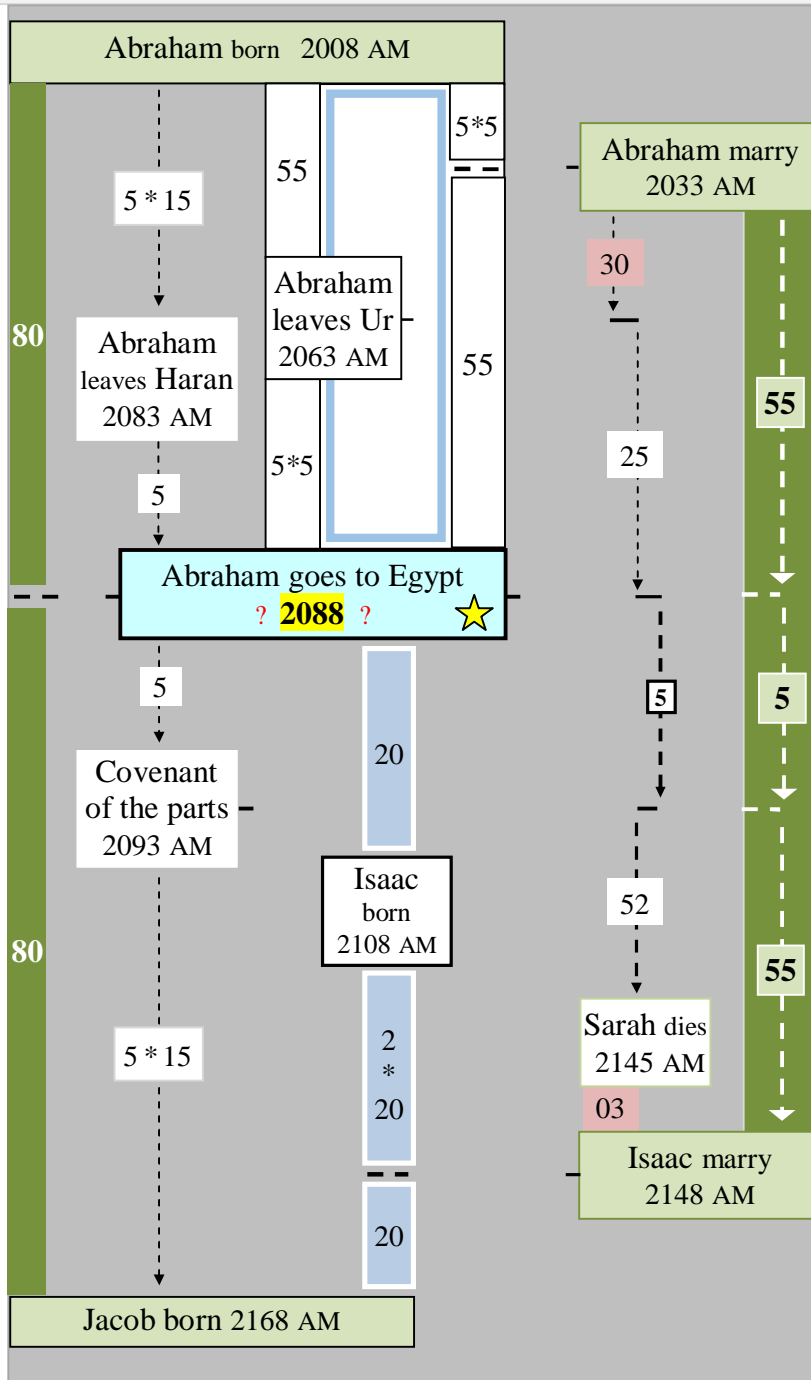 Abraham born 2008 AM
5*5
Abraham marry
2033 AM
55
5 * 15
30
Abraham
leaves Ur
2063 AM
80
Abraham
leaves Haran
2083 AM
55
55
25
5*5
5
Abraham goes to Egypt
? 2088 ?
5
5
5
20
Covenant
of the parts
2093 AM
Isaac
born
2108 AM
52
80
55
Sarah dies
2145 AM
5 * 15
2
*
20
03
Isaac marry
2148 AM
20
Jacob born 2168 AM